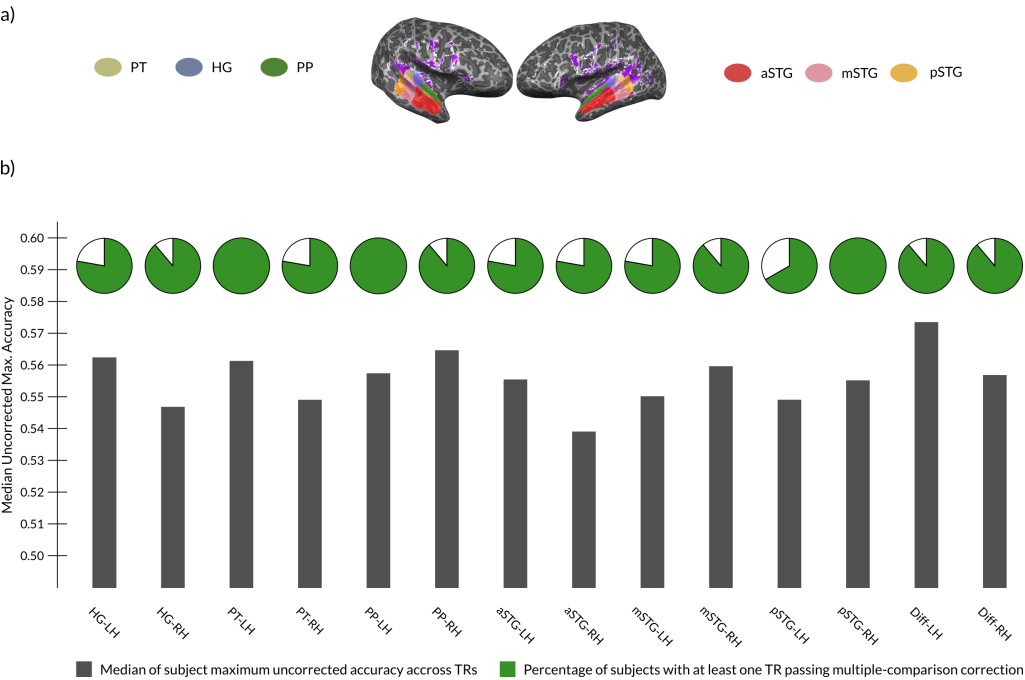 a)
PT
HG
PP
aSTG
mSTG
pSTG
b)
Median Uncorrected Max. Accuracy
0.60
0.59
0.58
0.57
0.56
0.55
0.54
0.53
0.52
0.51
0.50
HG-LH
HG-RH
PT-LH
PT-RH
PP-LH
PP-RH
aSTG-LH
aSTG-RH
mSTG-LH
mSTG-RH
pSTG-LH
pSTG-RH
Diff-LH
Diff-RH
Median of subject maximum uncorrected accuracy accross TRs
Percentage of subjects with at least one TR passing multiple-comparison correction